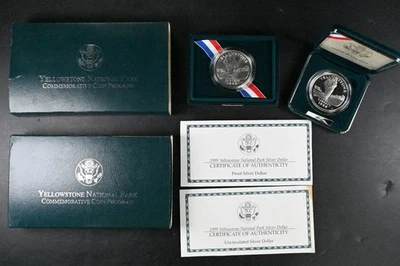 YELLOWSTONE NATIONAL PARK
COMMEMORATIVE COIN PROGRAM
YELLOWSTONE NATIONAL PARK
COMMEMORATIVE COIN PROGRAM
1999 Yellowstone National Park Silver Dollar
CERTIFICATE OF AUTHENTICITY
Proof Silver Dollar
1999 Yellowstone National Park Silver Dollar
CERTIFICATE OF AUTHENTICITY
Uncirculated Silver Dollar